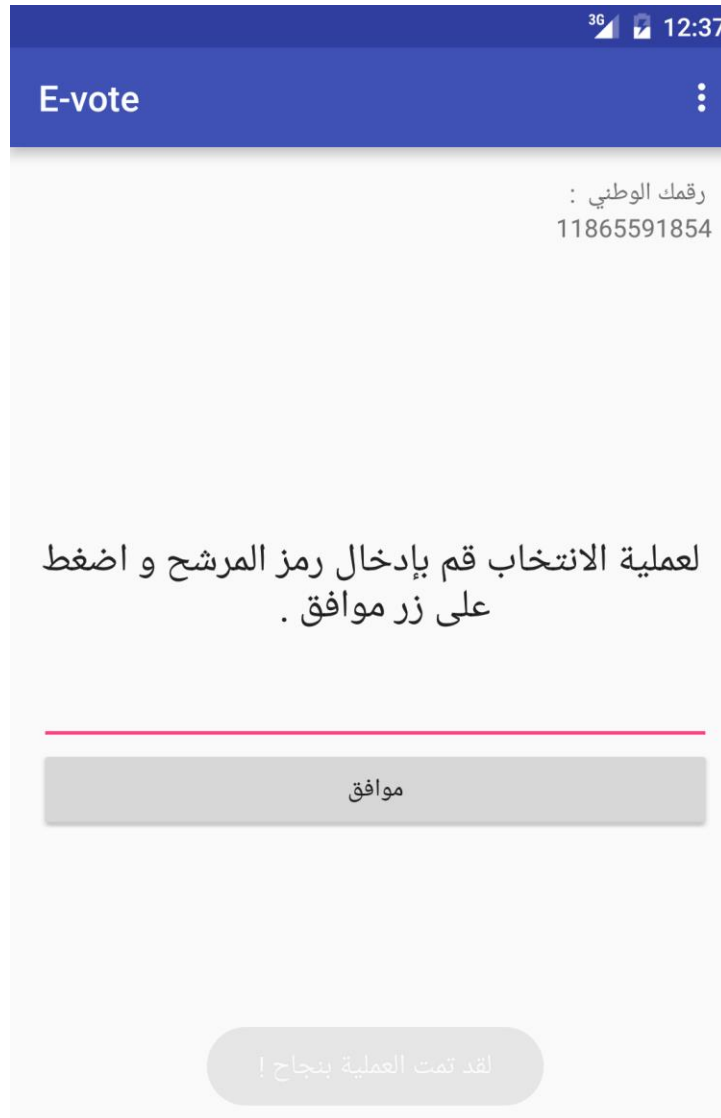 3G 12:37
E-vote
رقمك الوطني :
11865591854
لعملية الانتخاب قم بإدخال رمز المرشح و اضغط
على زر موافق .
موافق
لقد تمت العملية بنجاح !